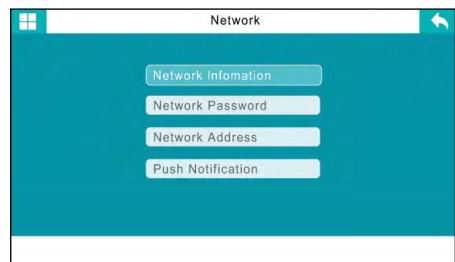 Network
Network Infomation
Network Password
Network Address
Push Notification